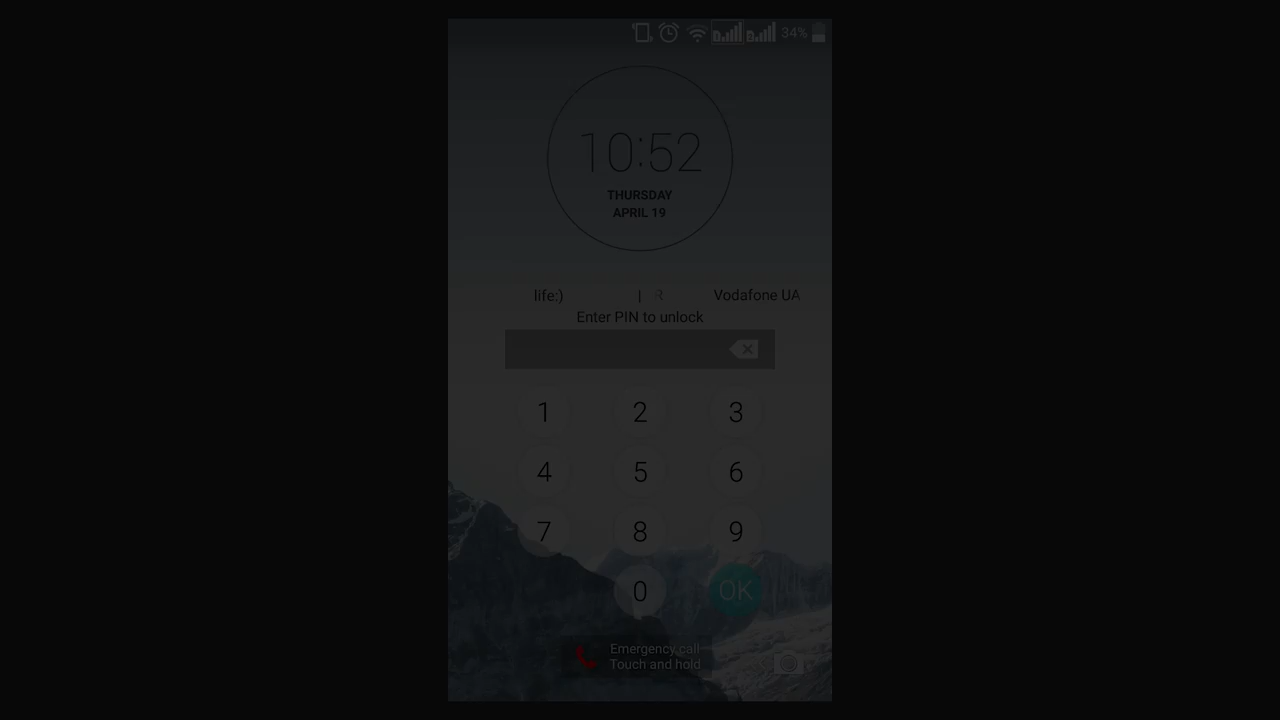 34%
10:52
THURSDAY
APRIL 19
life:) | R Vodafone UA
Enter PIN to unlock
1 2 3
4 5 6
7 8 9
0 OK
Emergency call
Touch and hold